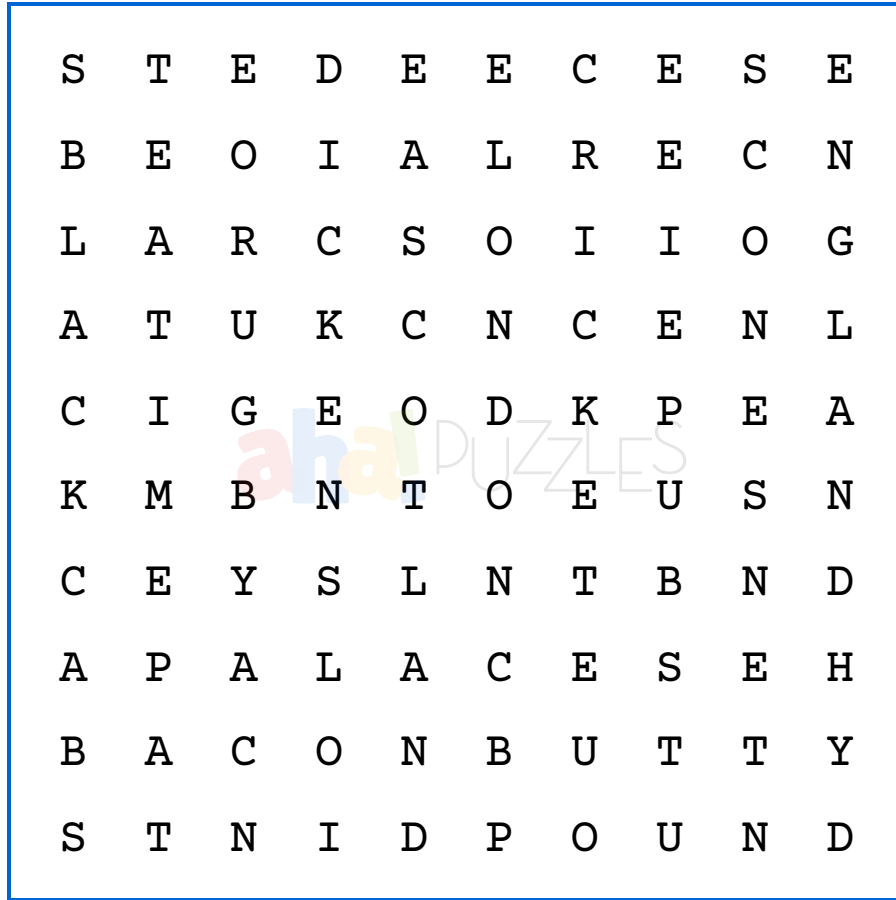 S T E D E E C E S E
B E O I A L R E C N
L A R C S O I I O G
A T U K C N C E N L
C I G E O D K P E A
aha! PUZZLES
K M B N T O E U S N
C E Y S L N T B N D
A P A L A C E S E H
B A C O N B U T T Y
S T N I D P O U N D